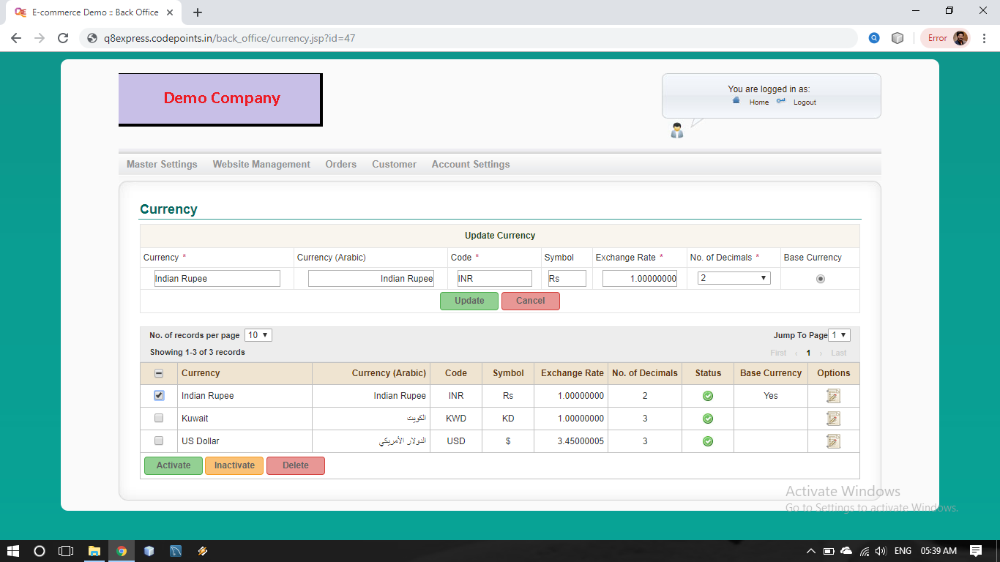 E-commerce Demo :: Back Office
q8express.codepoints.in/back_office/currency.jsp?id=47
Error
Demo Company
You are logged in as:
Home Logout
Master Settings Website Management Orders Customer Account Settings
Currency
Update Currency
Currency * Currency (Arabic) Code * Symbol Exchange Rate * No. of Decimals * Base Currency
Indian Rupee Indian Rupee INR Rs 1.00000000 2
Update Cancel
No. of records per page 10 Jump To Page 1
Showing 1-3 of 3 records First ‹ 1 › Last
Currency Currency (Arabic) Code Symbol Exchange Rate No. of Decimals Status Base Currency Options
Indian Rupee Indian Rupee INR Rs 1.00000000 2 Yes
Kuwait الكويت KWD KD 1.00000000 3
US Dollar الدولار الأمريكي USD $ 3.45000005 3
Activate Inactivate Delete
Activate Windows
Go to Settings to activate Windows.
ENG 05:39 AM